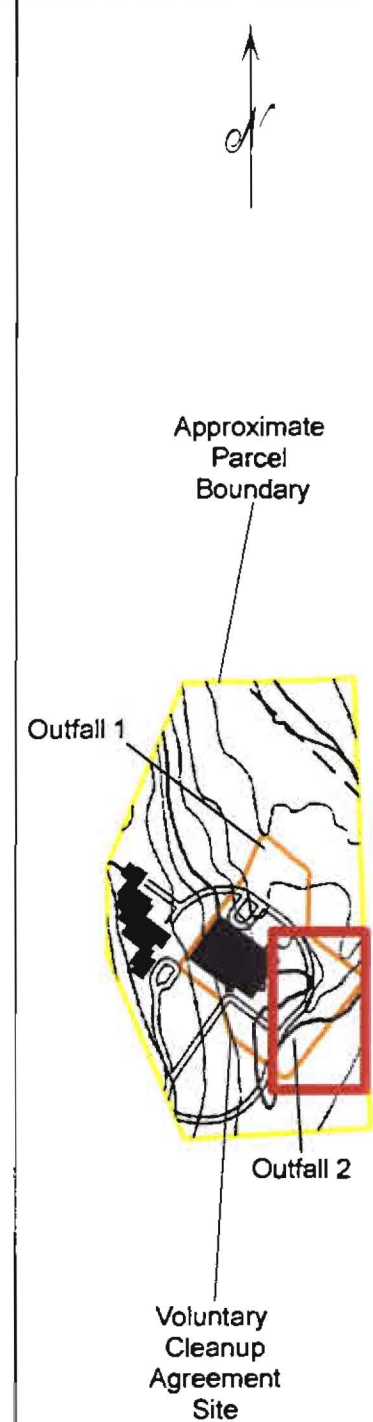 N
Approximate
Parcel
Boundary
Outfall 1
Outfall 2
Voluntary
Cleanup
Agreement
Site